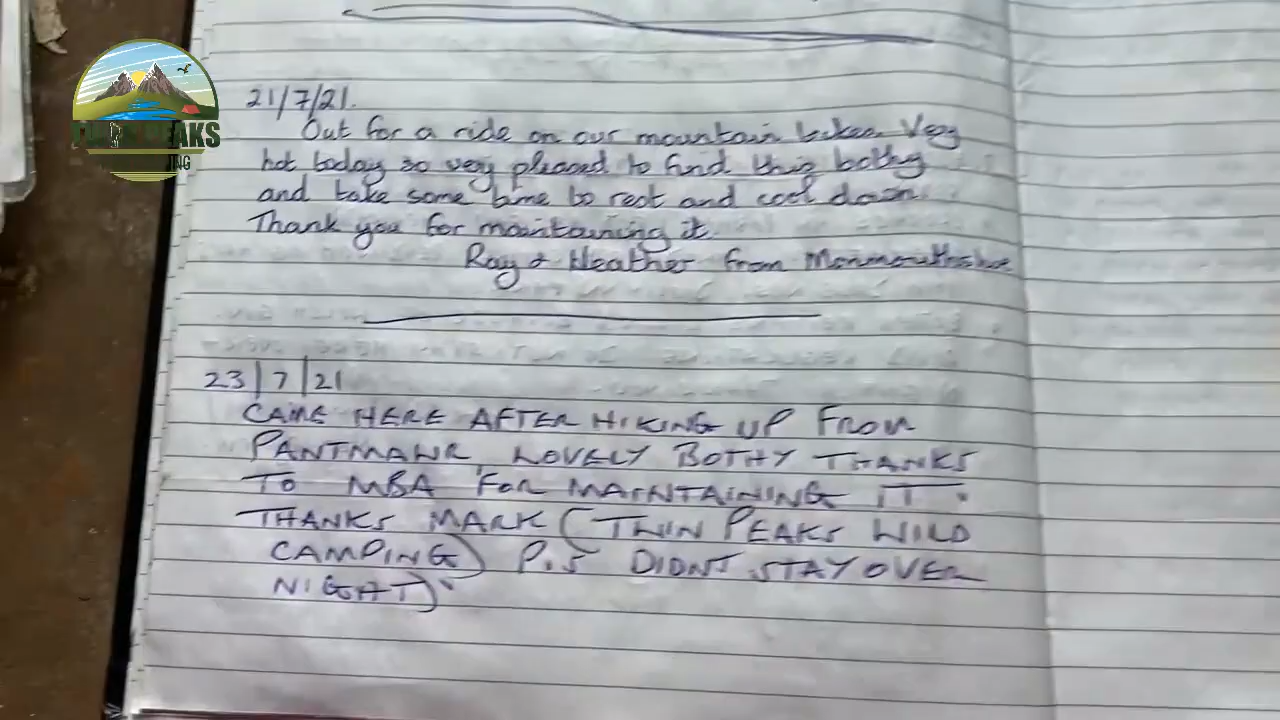 TWIN PEAKS
21/7/21.
Out for a ride on our mountain bikes. Very
hot today so very pleased to find this bothy
and take some time to rest and cool down.
Thank you for maintaining it.
Ray & Heather from Monmouthshire
23/7/21
CAME HERE AFTER HIKING UP FROM
PANTMAWR, LOVELY BOTHY THANKS
TO MBA FOR MAINTAINING IT.
THANKS MARK (TWIN PEAKS WILD
CAMPING) P.S DIDNT STAY OVER
NIGHT).